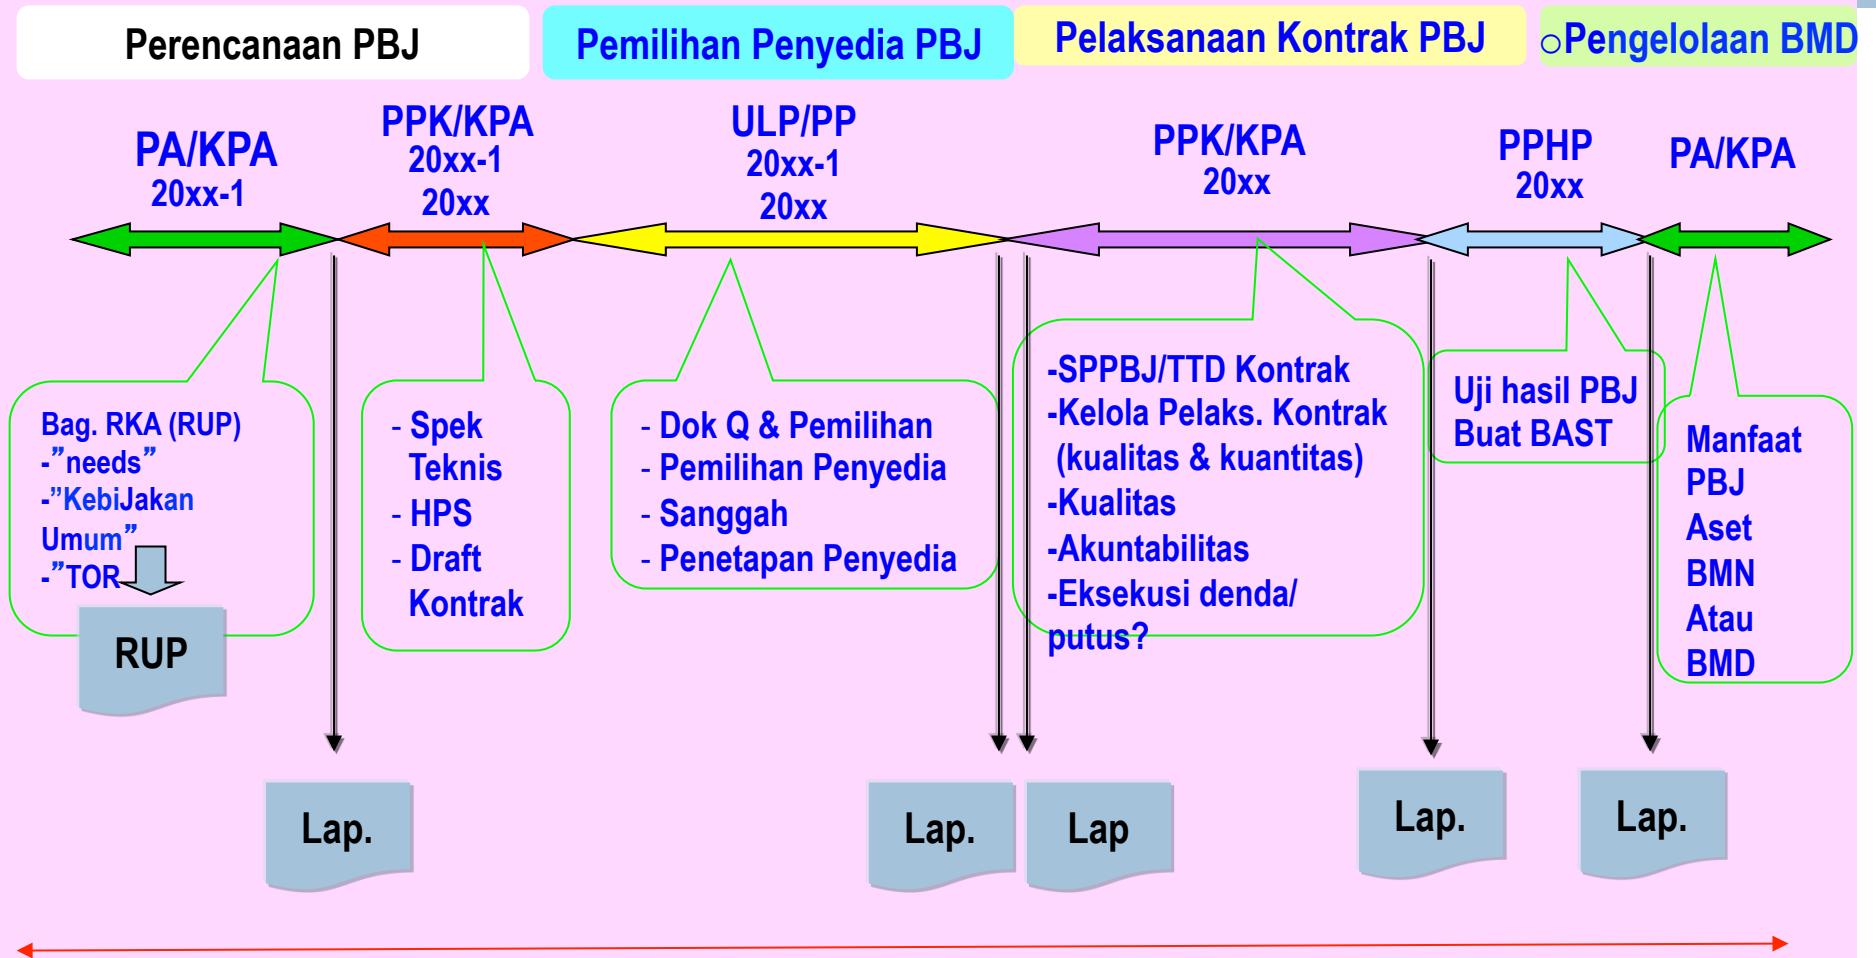 Perencanaan PBJ
Pemilihan Penyedia PBJ
Pelaksanaan Kontrak PBJ
○Pengelolaan BMD
PA/KPA
20xx-1
PPK/KPA
20xx-1
20xx
ULP/PP
20xx-1
20xx
PPK/KPA
20xx
PPHP
20xx
PA/KPA
Bag. RKA (RUP)
-”needs”
-”KebiJakan
Umum”
-”TOR
RUP
- Spek
Teknis
- HPS
- Draft
Kontrak
- Dok Q & Pemilihan
- Pemilihan Penyedia
- Sanggah
- Penetapan Penyedia
-SPPBJ/TTD Kontrak
-Kelola Pelaks. Kontrak
(kualitas & kuantitas)
-Kualitas
-Akuntabilitas
-Eksekusi denda/
putus?
Uji hasil PBJ
Buat BAST
Manfaat
PBJ
Aset
BMN
Atau
BMD
Lap.
Lap.
Lap
Lap.
Lap.